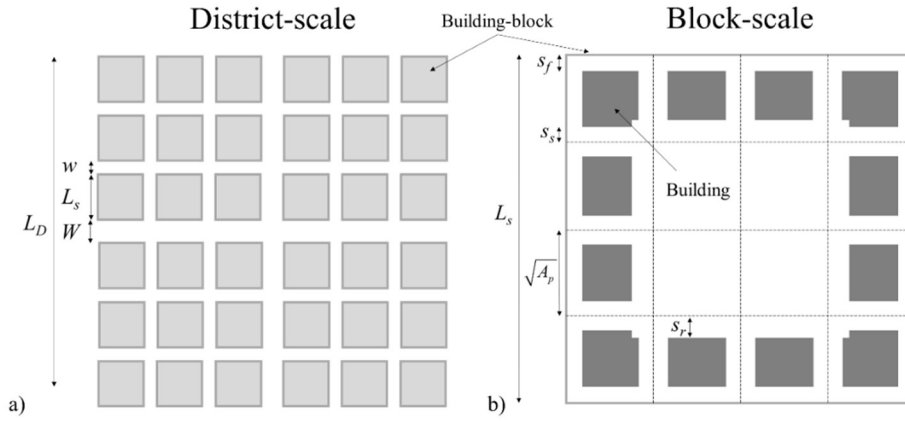 District-scale
Building-block
Block-scale
s_f
s_s
w
L_s
L_D
W
Building
L_s
√A_p
s_r
a)
b)